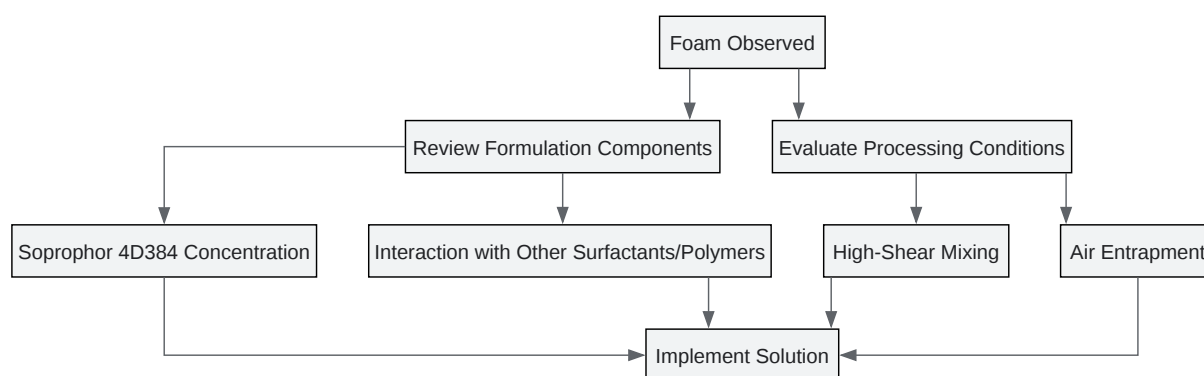 Foam Observed
Review Formulation Components
Evaluate Processing Conditions
Soprophor 4D384 Concentration
Interaction with Other Surfactants/Polymers
High-Shear Mixing
Air Entrapment
Implement Solution